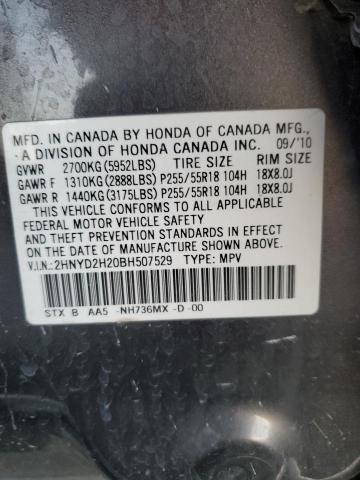 MFD. IN CANADA BY HONDA OF CANADA MFG.,
A DIVISION OF HONDA CANADA INC. 09/'10
GVWR 2700KG (5952LBS) TIRE SIZE RIM SIZE
GAWR F 1310KG (2888LBS) P255/55R18 104H 18X8.0J
GAWR R 1440KG (3175LBS) P255/55R18 104H 18X8.0J
THIS VEHICLE CONFORMS TO ALL APPLICABLE
FEDERAL MOTOR VEHICLE SAFETY
AND THEFT PREVENTION STANDARDS IN EFFECT
ON THE DATE OF MANUFACTURE SHOWN ABOVE.
V.I.N.:2HNYD2H20BH507529 TYPE: MPV
STX B AA5 -NH736MX -D -00